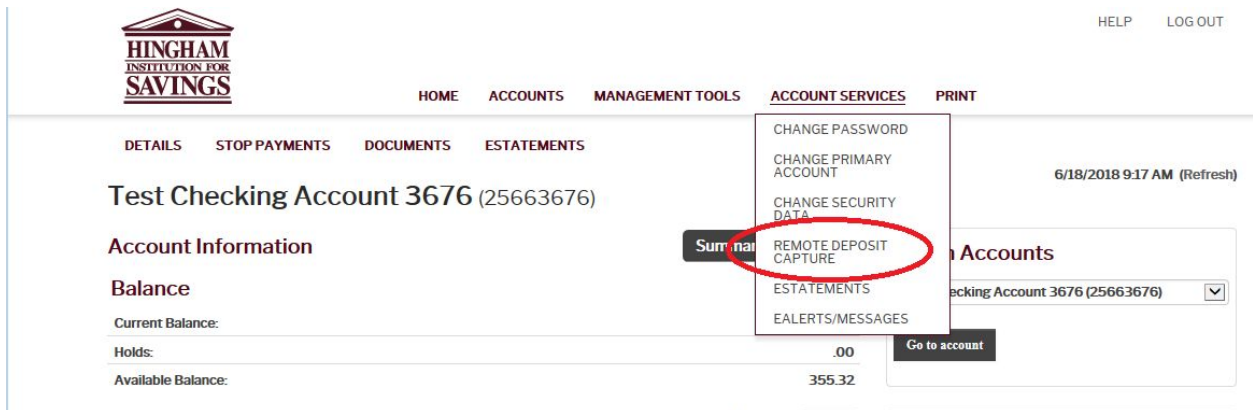 HELP LOG OUT
HINGHAM
INSTITUTION FOR
SAVINGS
HOME ACCOUNTS MANAGEMENT TOOLS ACCOUNT SERVICES PRINT
CHANGE PASSWORD
CHANGE PRIMARY
ACCOUNT
CHANGE SECURITY
DATA
REMOTE DEPOSIT
CAPTURE
ESTATEMENTS
EALERTS/MESSAGES
DETAILS STOP PAYMENTS DOCUMENTS ESTATEMENTS
6/18/2018 9:17 AM (Refresh)
Test Checking Account 3676 (25663676)
Account Information
Summar
Accounts
Balance
ecking Account 3676 (25663676)
Current Balance:
Go to account
Holds: .00
Available Balance: 355.32